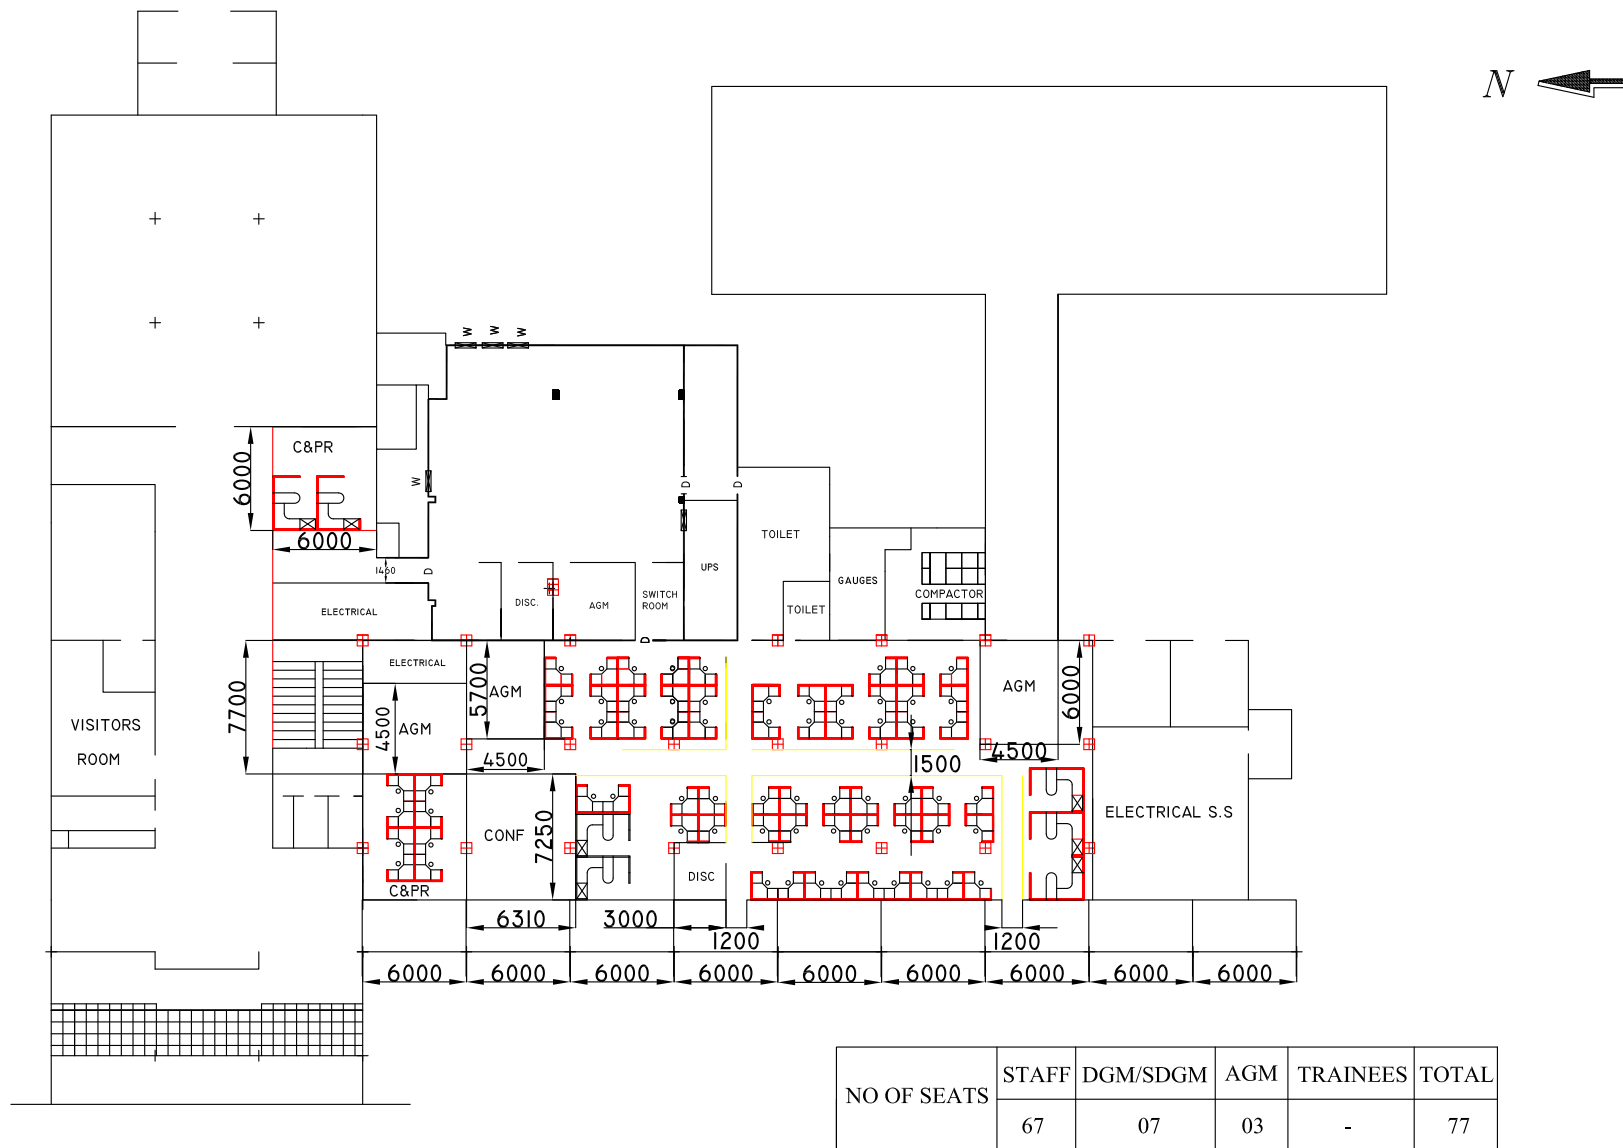 N
W W W
C&PR
6000
W
D D
6000
TOILET
1460
D
UPS
GAUGES
ELECTRICAL
DISC.
AGM
SWITCH
ROOM
TOILET
COMPACTOR
D
ELECTRICAL
7700
4500
AGM
5700
AGM
AGM
6000
VISITORS
ROOM
4500
1500
4500
CONF
7250
ELECTRICAL S.S
C&PR
DISC
6310
3000
1200
1200
6000 6000 6000 6000 6000 6000 6000 6000 6000
NO OF SEATS STAFF DGM/SDGM AGM TRAINEES TOTAL
67 07 03 - 77